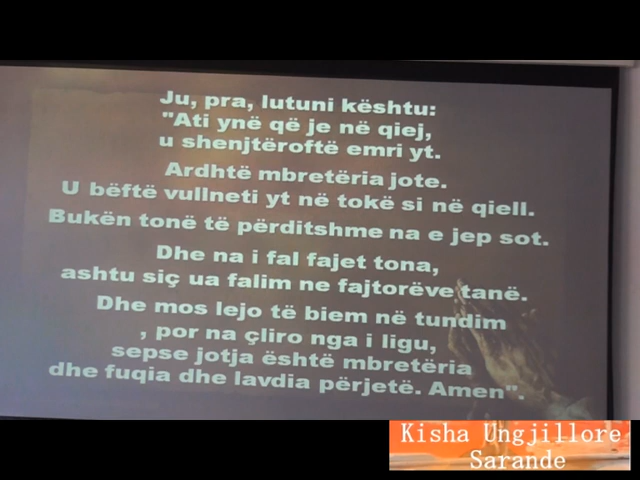 Ju, pra, lutuni kështu:
"Ati ynë që je në qiej,
u shenjtëroftë emri yt.
Ardhtë mbretëria jote.
U bëftë vullneti yt në tokë si në qiell.
Bukën tonë të përditshme na e jep sot.
Dhe na i fal fajet tona,
ashtu siç ua falim ne fajtorëve tanë.
Dhe mos lejo të biem në tundim
, por na çliro nga i ligu,
sepse jotja është mbretëria
dhe fuqia dhe lavdia përjetë. Amen".
Kisha Ungjillore
Sarande